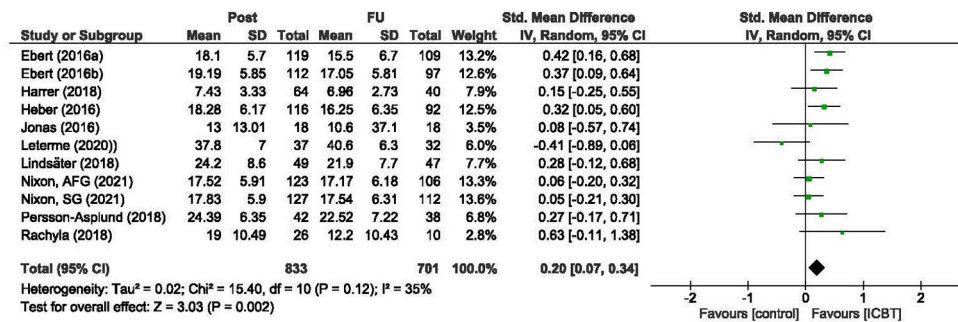 Post FU Std. Mean Difference Std. Mean Difference
Study or Subgroup Mean SD Total Mean SD Total Weight IV, Random, 95% CI IV, Random, 95% CI
Ebert (2016a) 18.1 5.7 119 15.5 6.7 109 13.2% 0.42 [0.16, 0.68]
Ebert (2016b) 19.19 5.85 112 17.05 5.81 97 12.6% 0.37 [0.09, 0.64]
Harrer (2018) 7.43 3.33 64 6.96 2.73 40 7.9% 0.15 [-0.25, 0.55]
Heber (2016) 18.28 6.17 116 16.25 6.35 92 12.7% 0.32 [0.05, 0.60]
Jonas (2016) 13 13.01 18 10.6 37.1 18 3.5% 0.08 [-0.57, 0.74]
Leterme (2020)) 37.8 7 37 40.6 6.3 32 6.0% -0.41 [-0.89, 0.06]
Lindsäter (2018) 24.2 8.6 49 21.9 7.7 47 7.8% 0.28 [-0.12, 0.68]
Nixon, AFG (2021) 17.52 5.91 123 17.17 6.18 106 13.3% 0.06 [-0.20, 0.32]
Nixon, SG (2021) 17.83 5.9 127 17.54 6.31 112 13.5% 0.05 [-0.21, 0.30]
Persson-Asplund (2018) 24.39 6.35 42 22.52 7.22 38 6.8% 0.27 [-0.17, 0.71]
Rachyla (2018) 19 10.49 26 12.2 10.43 10 2.8% 0.63 [-0.11, 1.38]
Total (95% CI) 833 701 100.0% 0.20 [0.07, 0.34]
Heterogeneity: Tau² = 0.02; Chi² = 15.40, df = 10 (P = 0.12); I² = 35%
Test for overall effect: Z = 3.03 (P = 0.002)
-2 -1 0 1 2
Favours [control] Favours [ICBT]